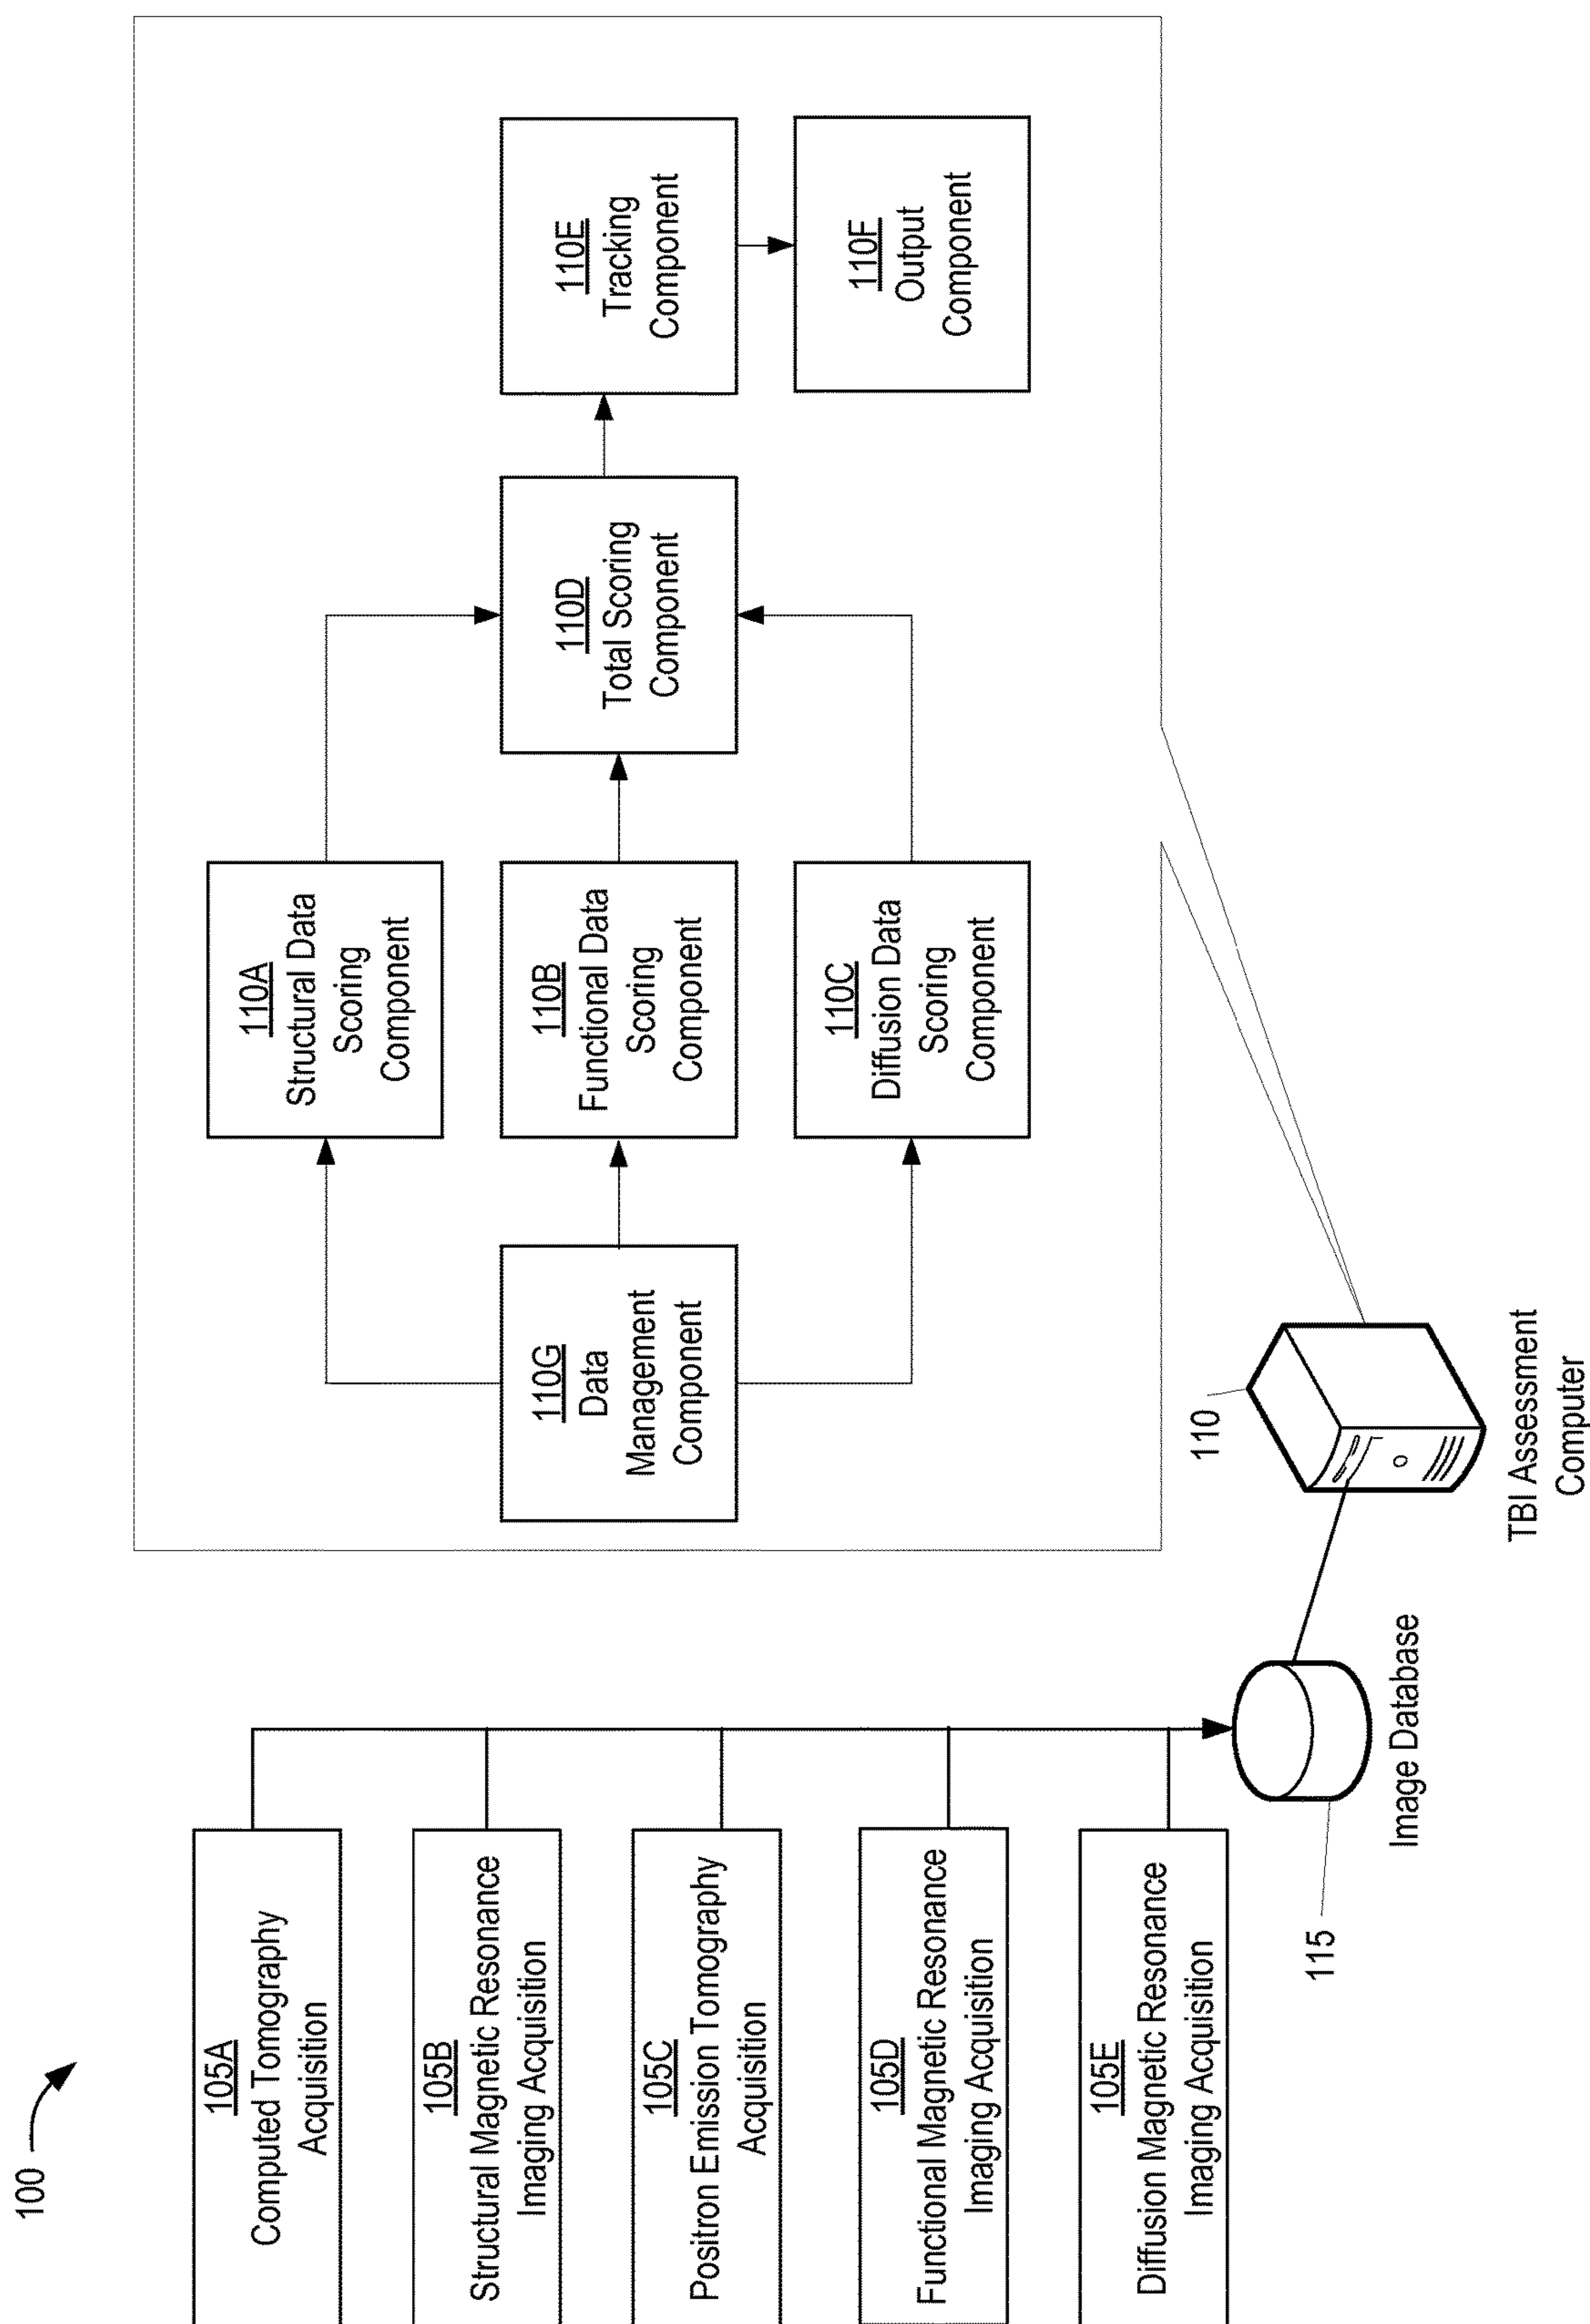 100
105A
Computed Tomography
Acquisition
105B
Structural Magnetic Resonance
Imaging Acquisition
105C
Positron Emission Tomography
Acquisition
105D
Functional Magnetic Resonance
Imaging Acquisition
105E
Diffusion Magnetic Resonance
Imaging Acquisition
115
Image Database
110
TBI Assessment
Computer
110G
Data
Management
Component
110A
Structural Data
Scoring
Component
110B
Functional Data
Scoring
Component
110C
Diffusion Data
Scoring
Component
110D
Total Scoring
Component
110E
Tracking
Component
110F
Output
Component